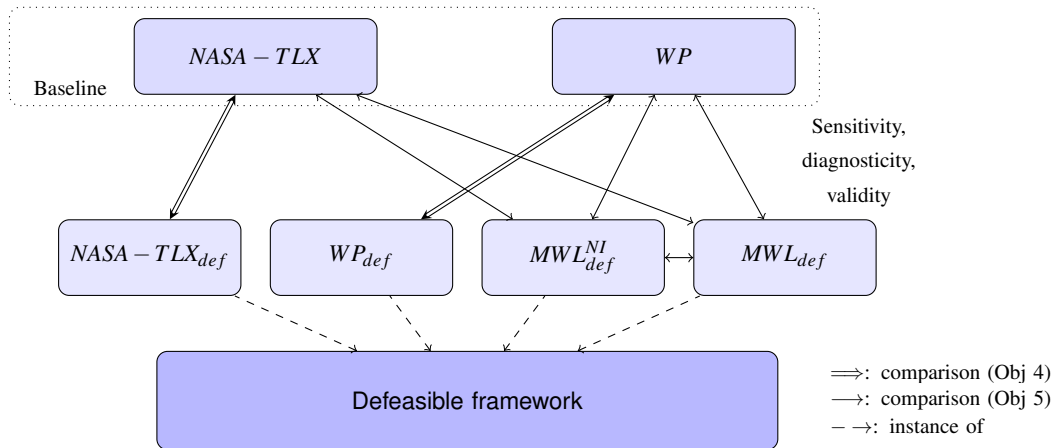 NASA − TLX
WP
Baseline
Sensitivity,
diagnosticity,
validity
NASA − TLX_def
WP_def
MWL^NI_def
MWL_def
Defeasible framework
⟹: comparison (Obj 4)
⟶: comparison (Obj 5)
− →: instance of